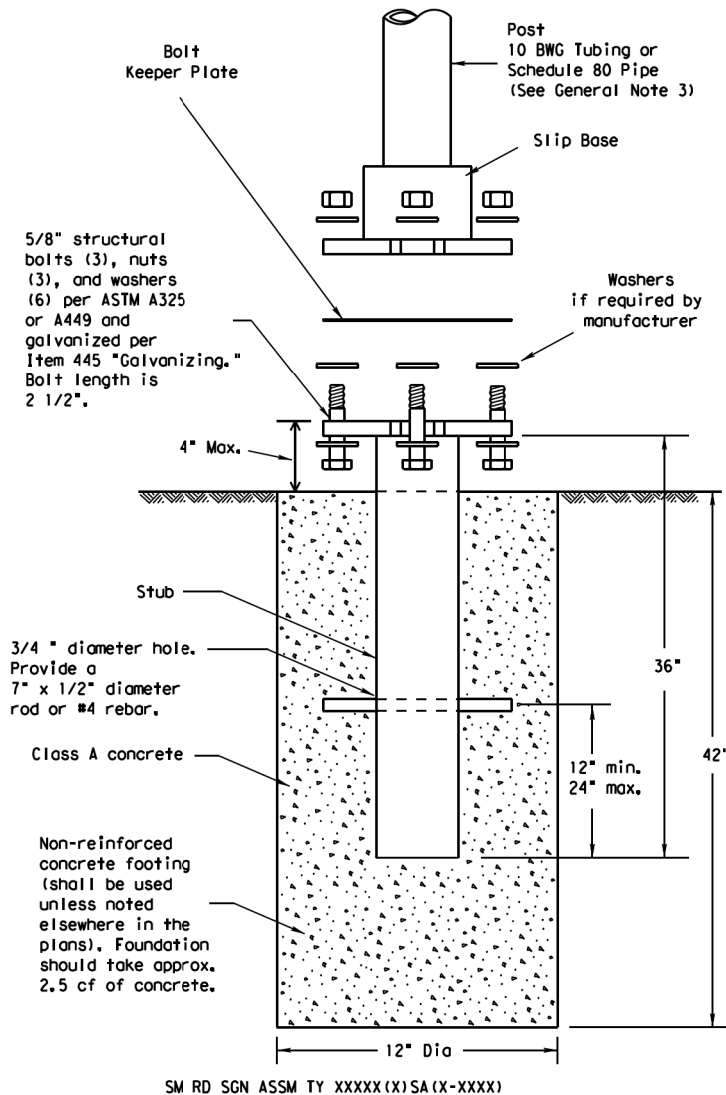 Post
10 BWG Tubing or
Schedule 80 Pipe
(See General Note 3)
Bolt
Keeper Plate
Slip Base
5/8" structural
bolts (3), nuts
(3), and washers
(6) per ASTM A325
or A449 and
galvanized per
Item 445 "Galvanizing."
Bolt length is
2 1/2".
Washers
if required by
manufacturer
4" Max.
Stub
3/4 " diameter hole.
Provide a
7" x 1/2" diameter
rod or #4 rebar.
36"
42"
Class A concrete
12" min.
24" max.
Non-reinforced
concrete footing
(shall be used
unless noted
elsewhere in the
plans). Foundation
should take approx.
2.5 cf of concrete.
12" Dia
SM RD SGN ASSM TY XXXXX(X)SA(X-XXXX)